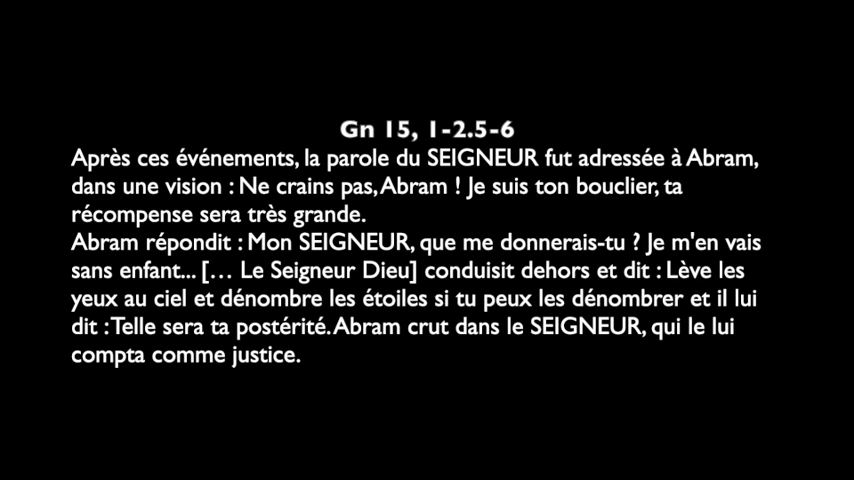 Gn 15, 1-2.5-6
Après ces événements, la parole du SEIGNEUR fut adressée à Abram,
dans une vision : Ne crains pas, Abram ! Je suis ton bouclier, ta
récompense sera très grande.
Abram répondit : Mon SEIGNEUR, que me donnerais-tu ? Je m'en vais
sans enfant... [… Le Seigneur Dieu] conduisit dehors et dit : Lève les
yeux au ciel et dénombre les étoiles si tu peux les dénombrer et il lui
dit : Telle sera ta postérité. Abram crut dans le SEIGNEUR, qui le lui
compta comme justice.